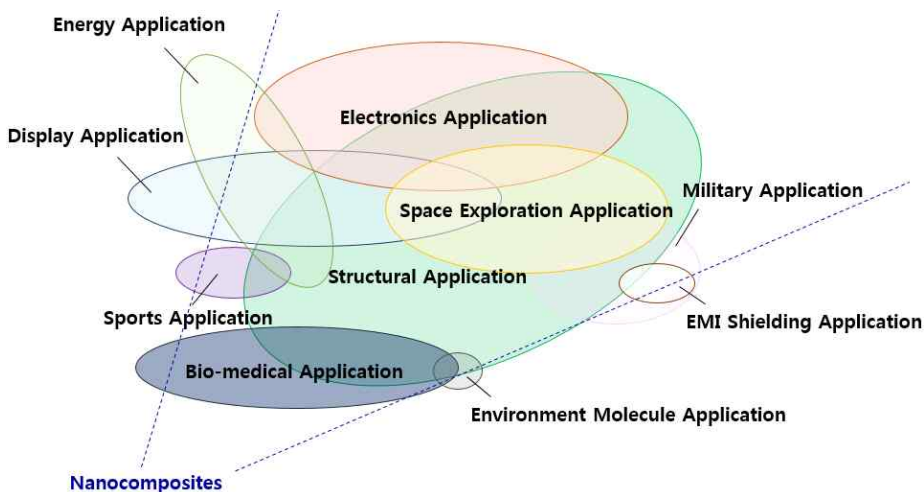 Energy Application
Electronics Application
Display Application
Military Application
Space Exploration Application
Structural Application
Sports Application
EMI Shielding Application
Bio-medical Application
Environment Molecule Application
Nanocomposites